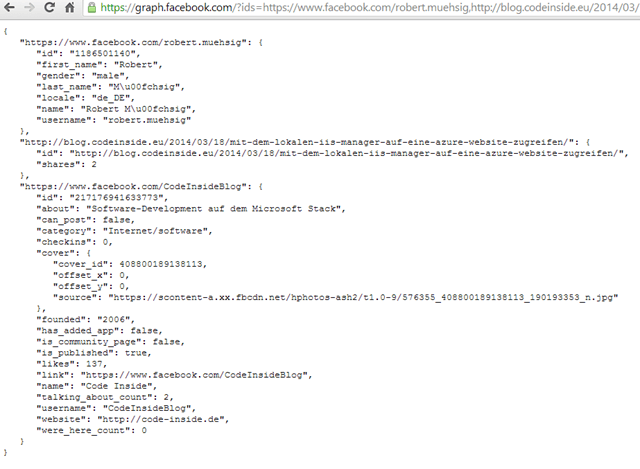 https://graph.facebook.com/?ids=https://www.facebook.com/robert.muehsig,http://blog.codeinside.eu/2014/03/
{
"https://www.facebook.com/robert.muehsig": {
"id": "1186501140",
"first_name": "Robert",
"gender": "male",
"last_name": "M\u00fchsig",
"locale": "de_DE",
"name": "Robert M\u00fchsig",
"username": "robert.muehsig"
},
"http://blog.codeinside.eu/2014/03/18/mit-dem-lokalen-iis-manager-auf-eine-azure-website-zugreifen/": {
"id": "http://blog.codeinside.eu/2014/03/18/mit-dem-lokalen-iis-manager-auf-eine-azure-website-zugreifen/",
"shares": 2
},
"https://www.facebook.com/CodeInsideBlog": {
"id": "217176941633773",
"about": "Software-Development auf dem Microsoft Stack",
"can_post": false,
"category": "Internet/software",
"checkins": 0,
"cover": {
"cover_id": 408800189138113,
"offset_x": 0,
"offset_y": 0,
"source": "https://scontent-a.xx.fbcdn.net/hphotos-ash2/t1.0-9/576355_408800189138113_190193353_n.jpg"
},
"founded": "2006",
"has_added_app": false,
"is_community_page": false,
"is_published": true,
"likes": 137,
"link": "https://www.facebook.com/CodeInsideBlog",
"name": "Code Inside",
"talking_about_count": 2,
"username": "CodeInsideBlog",
"website": "http://code-inside.de",
"were_here_count": 0
}
}